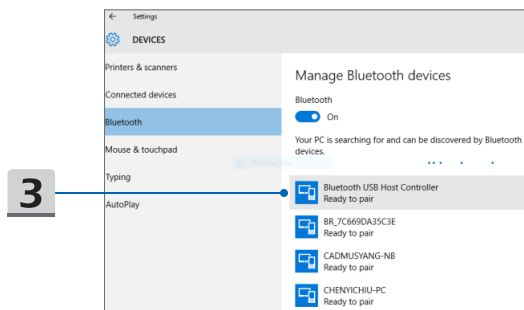 Settings
DEVICES
Printers & scanners
Connected devices
Bluetooth
Mouse & touchpad
Typing
AutoPlay
Manage Bluetooth devices
Bluetooth
On
Your PC is searching for and can be discovered by Bluetooth
devices.
Bluetooth USB Host Controller
Ready to pair
BR_7C669DA35C3E
Ready to pair
CADMUSYANG-NB
Ready to pair
CHENYICHIU-PC
Ready to pair
3